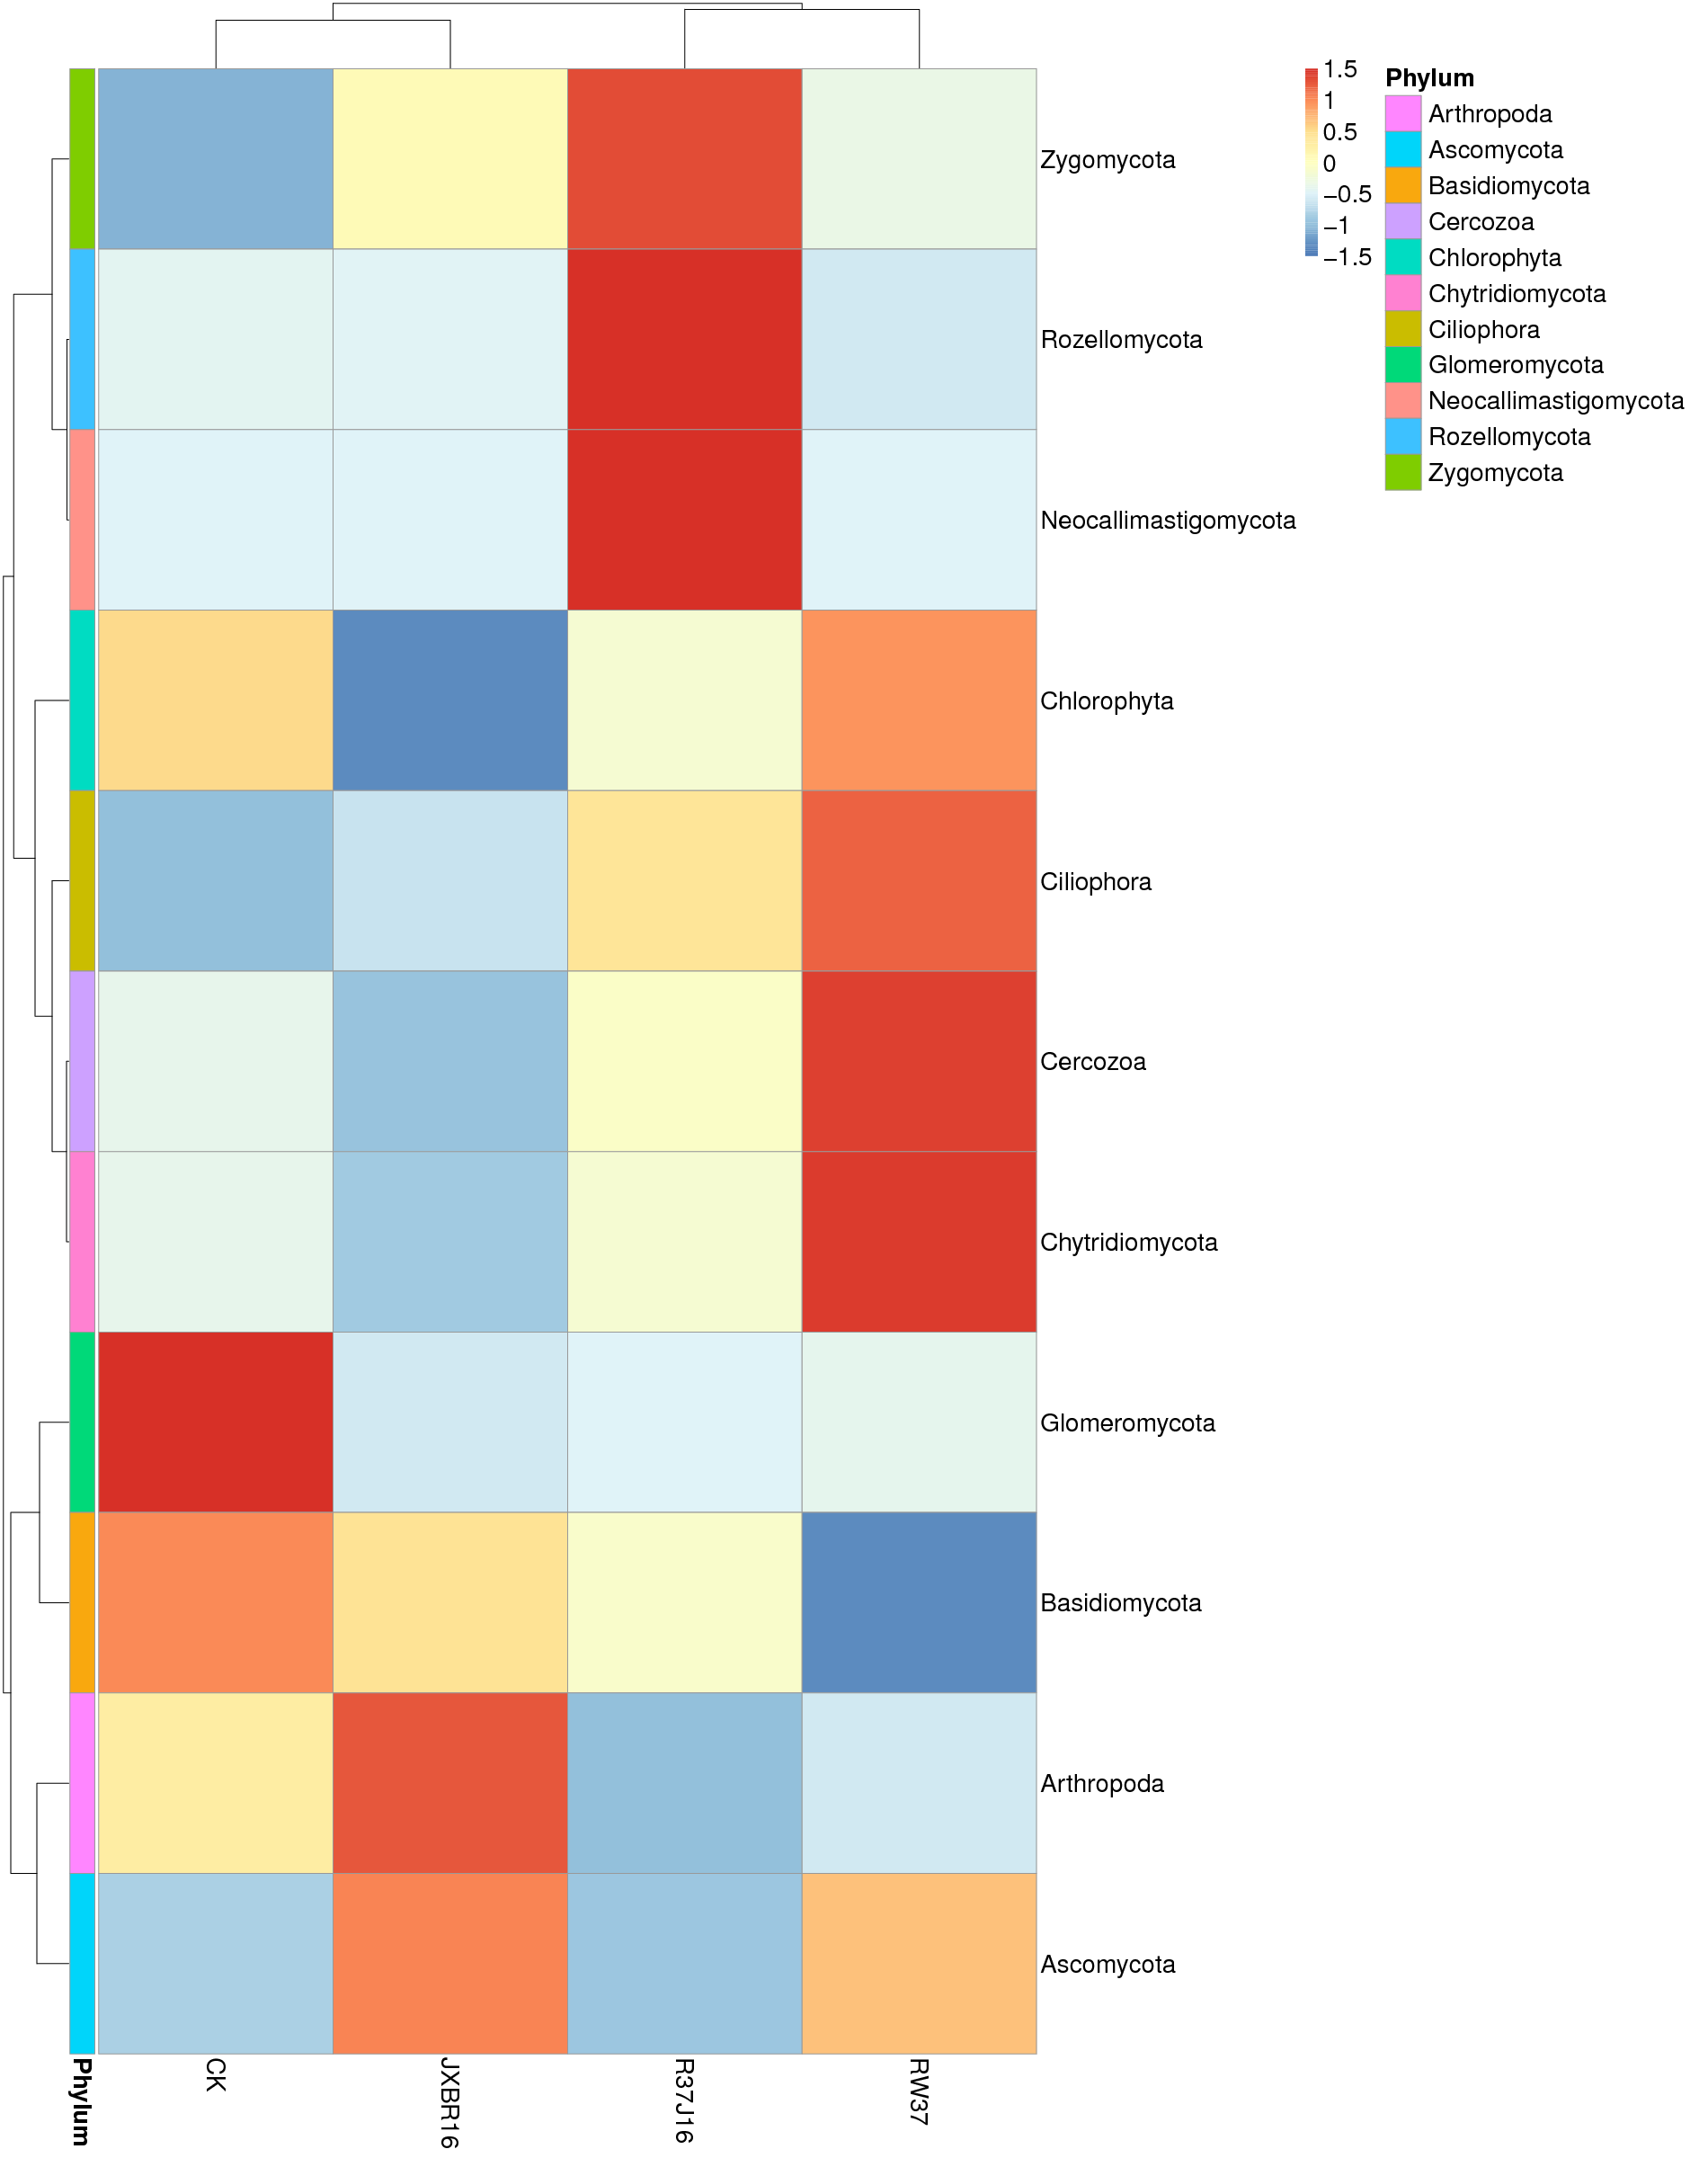 Zygomycota
Rozellomycota
Neocallimastigomycota
Chlorophyta
Ciliophora
Cercozoa
Chytridiomycota
Glomeromycota
Basidiomycota
Arthropoda
Ascomycota
Phylum
CK
JXBR16
R37J16
RW37
1.5
1
0.5
0
−0.5
−1
−1.5
Phylum
Arthropoda
Ascomycota
Basidiomycota
Cercozoa
Chlorophyta
Chytridiomycota
Ciliophora
Glomeromycota
Neocallimastigomycota
Rozellomycota
Zygomycota